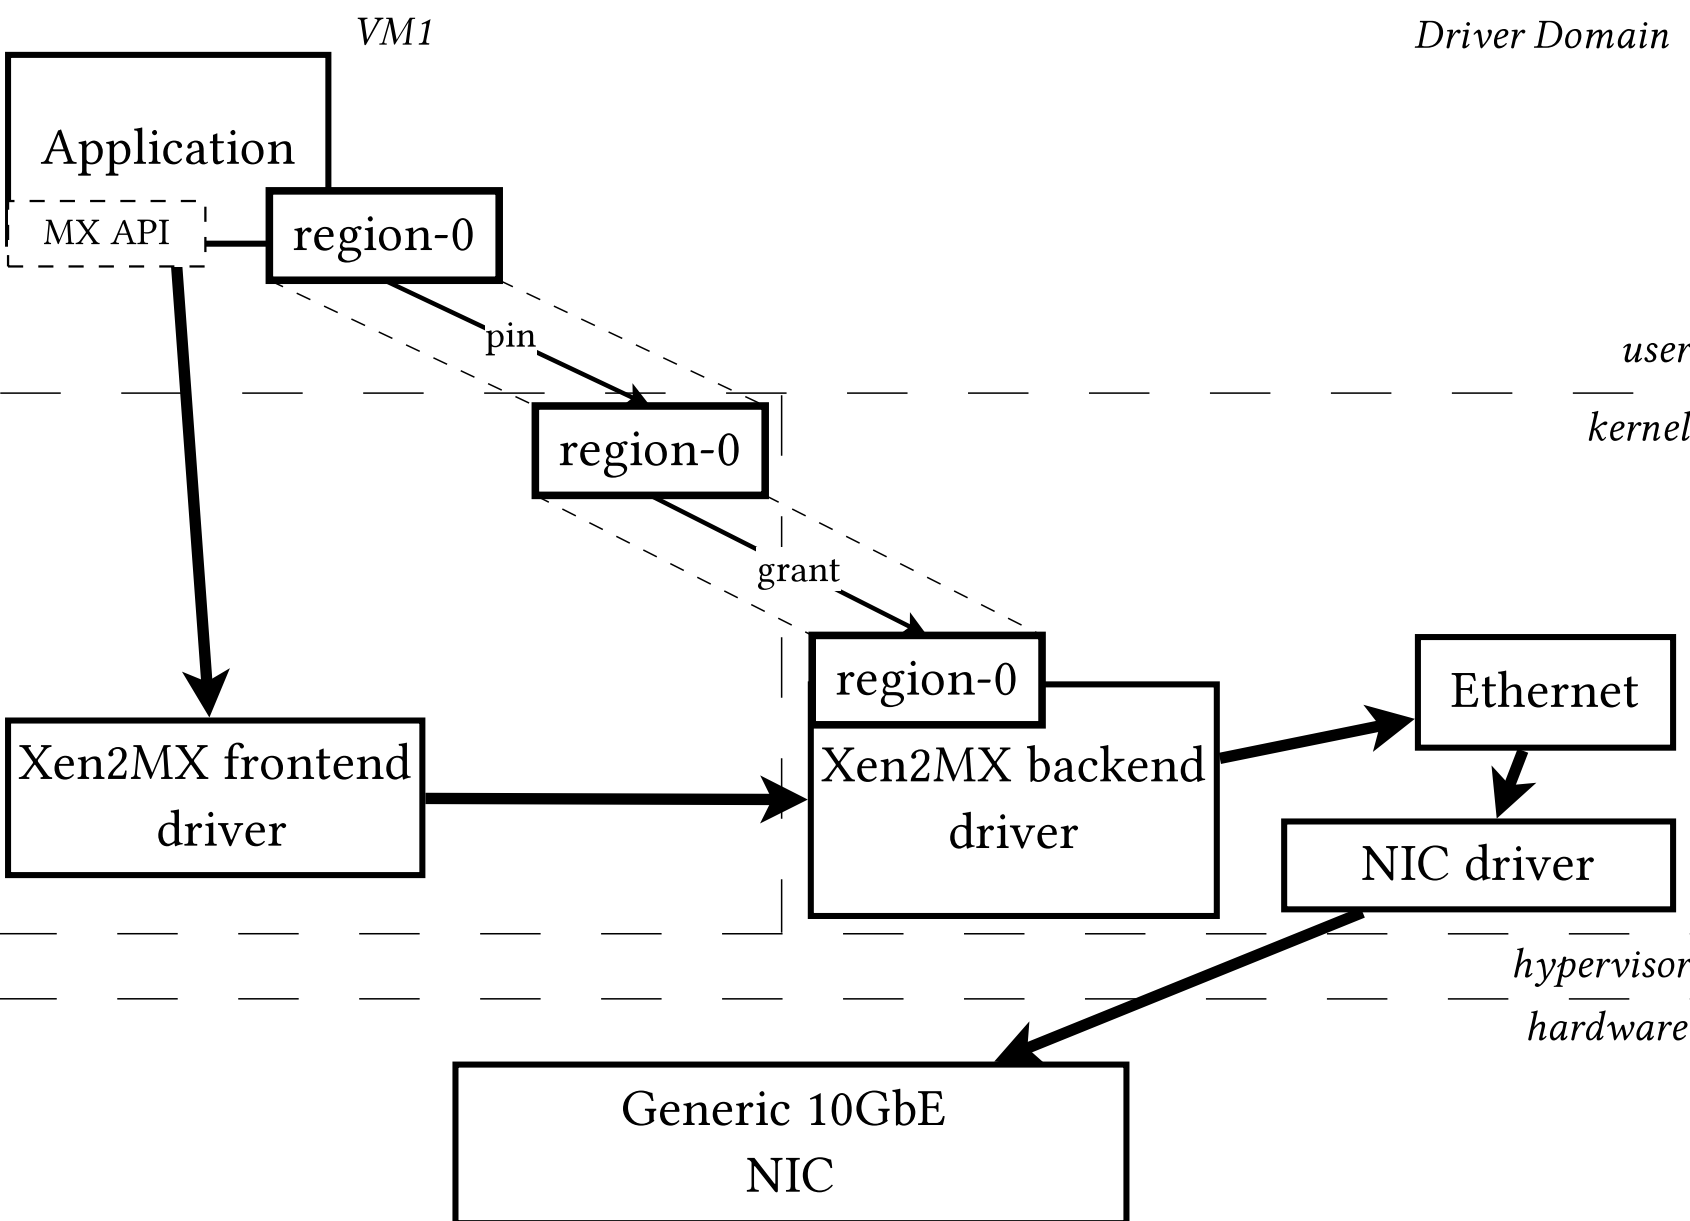 VM1
Driver Domain
Application
MX API
region-0
pin
user
kernel
region-0
grant
region-0
Ethernet
Xen2MX frontend
driver
Xen2MX backend
driver
NIC driver
hypervisor
hardware
Generic 10GbE
NIC